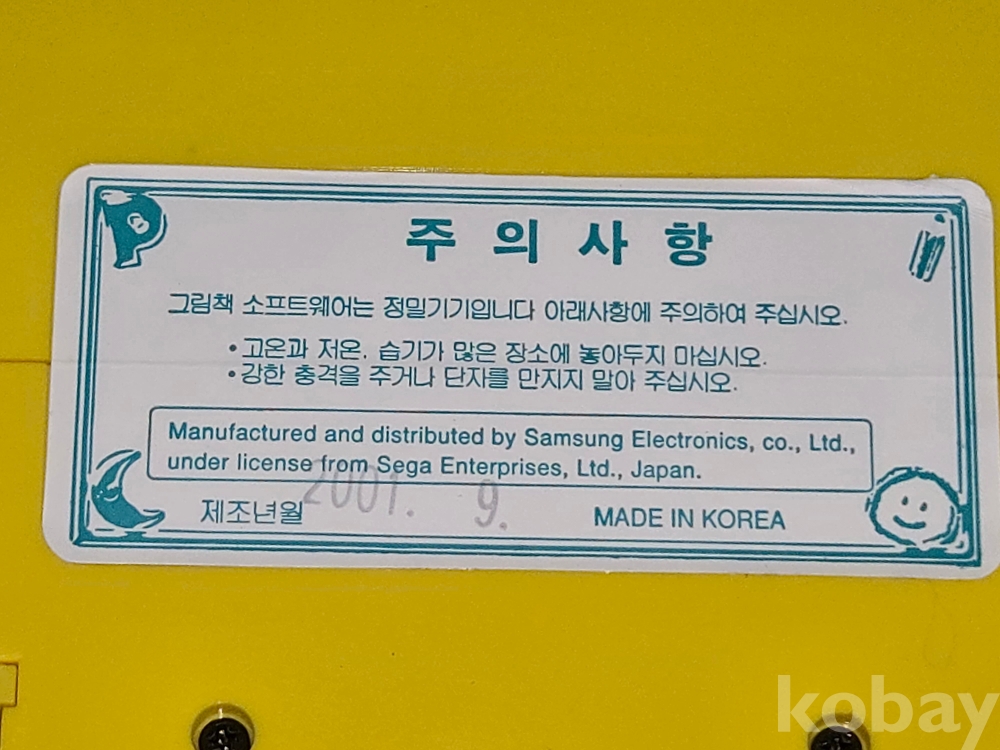 주의사항
그림책 소프트웨어는 정밀기기입니다 아래사항에 주의하여 주십시오.
• 고온과 저온, 습기가 많은 장소에 놓아두지 마십시오.
• 강한 충격을 주거나 단자를 만지지 말아 주십시오.
Manufactured and distributed by Samsung Electronics, co., Ltd.,
under license from Sega Enterprises, Ltd., Japan.
제조년월 2001. 9. MADE IN KOREA
kobay